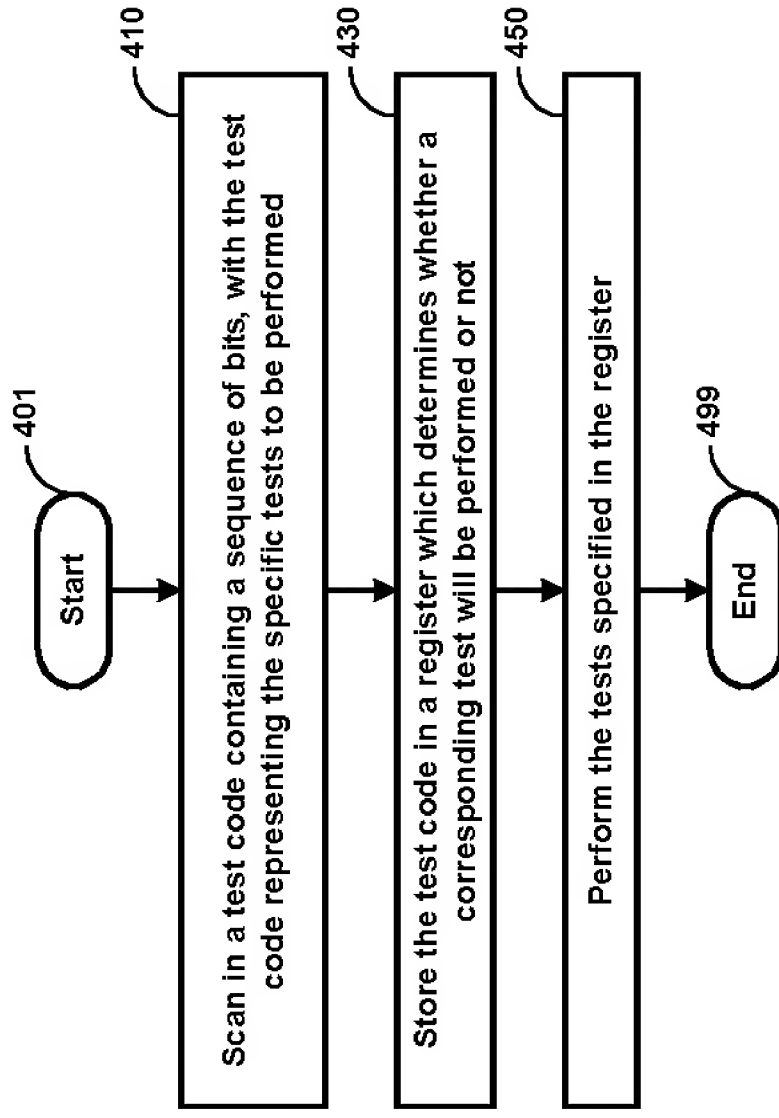 401
Start
410
Scan in a test code containing a sequence of bits, with the test
code representing the specific tests to be performed
430
Store the test code in a register which determines whether a
corresponding test will be performed or not
450
Perform the tests specified in the register
499
End